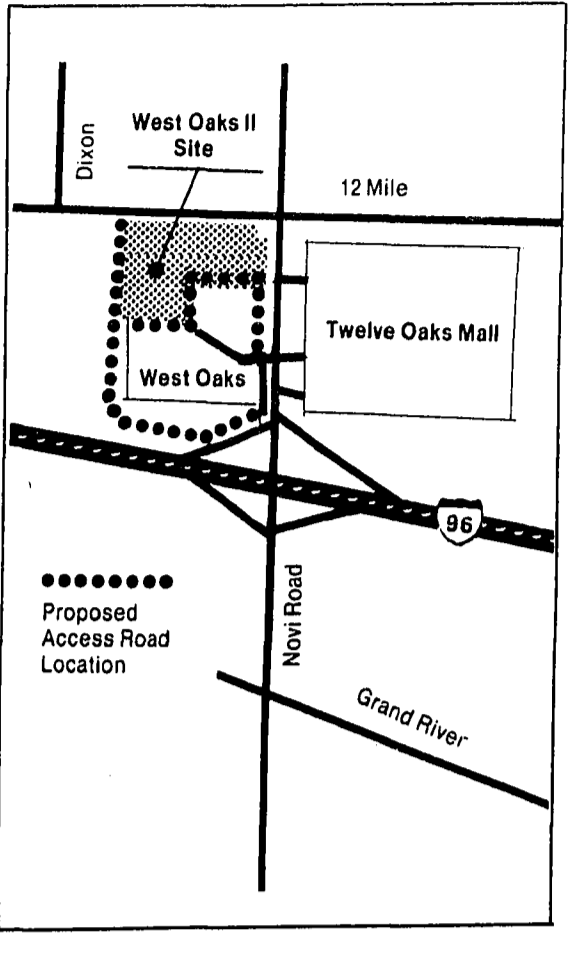 Dixon
West Oaks II
Site
12 Mile
Twelve Oaks Mall
West Oaks
96
Proposed
Access Road
Location
Novi Road
Grand River